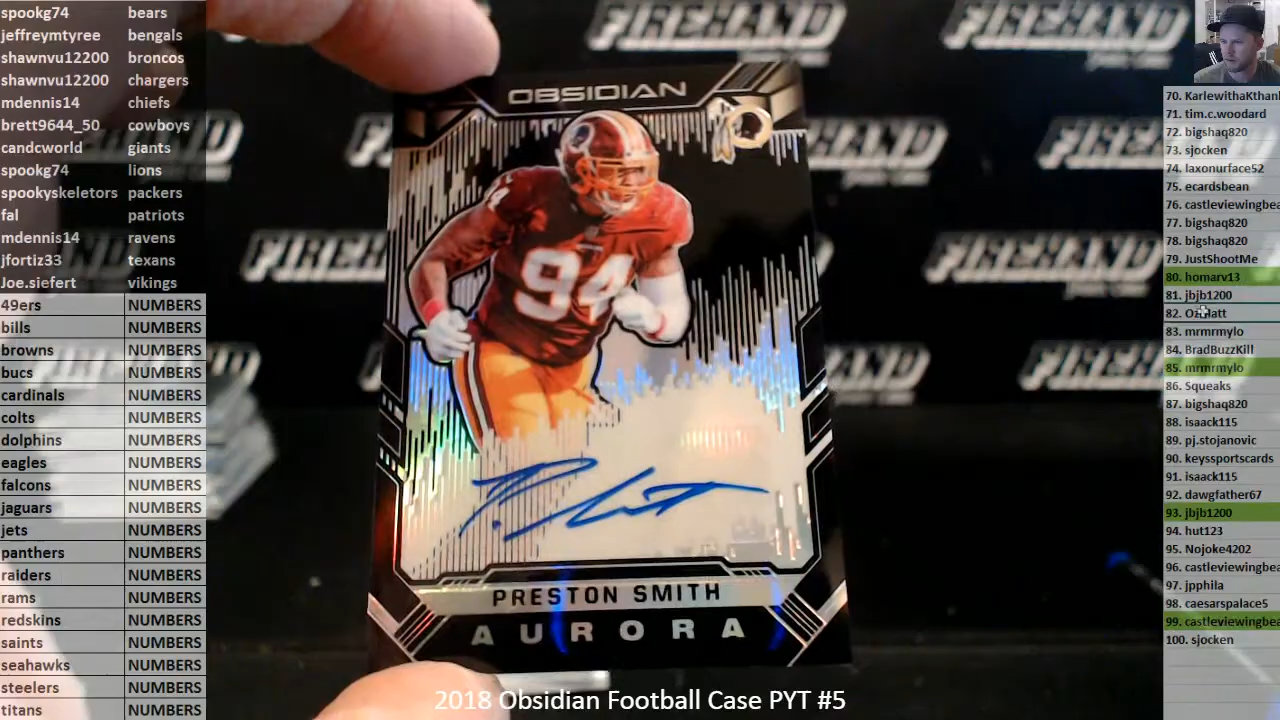 spookg74 bears
jeffreymtyree bengals
shawnvu12200 broncos
shawnvu12200 chargers
mdennis14 chiefs
brett9644_50 cowboys
candcworld giants
spookg74 lions
spookyskeletors packers
fal patriots
mdennis14 ravens
jfortiz33 texans
Joe.siefert vikings
49ers NUMBERS
bills NUMBERS
browns NUMBERS
bucs NUMBERS
cardinals NUMBERS
colts NUMBERS
dolphins NUMBERS
eagles NUMBERS
falcons NUMBERS
jaguars NUMBERS
jets NUMBERS
panthers NUMBERS
raiders NUMBERS
rams NUMBERS
redskins NUMBERS
saints NUMBERS
seahawks NUMBERS
steelers NUMBERS
titans NUMBERS
FIREHAND
FIREHAND
FIREHAND
FIREHAND
OBSIDIAN
94
94
PRESTON SMITH
AURORA
2018 Obsidian Football Case PYT #5
70. KarlewithaKthan
71. tim.c.woodard
72. bigshaq820
73. sjocken
74. laxonurface52
75. ecardsbean
76. castleviewingbea
77. bigshaq820
78. bigshaq820
79. JustShootMe
80. homarv13
81. jbjb1200
82.
83. mrmrmylo
84. BradBuzzKill
85. mrmrmylo
86. Squeaks
87. bigshaq820
88. isaack115
89. pj.stojanovic
90. keyssportscards
91. isaack115
92. dawgfather67
93. jbjb1200
94. hut123
95. Nojoke4202
96. castleviewingbea
97. jpphila
98. caesarspalace5
99. castleviewingbea
100. sjocken